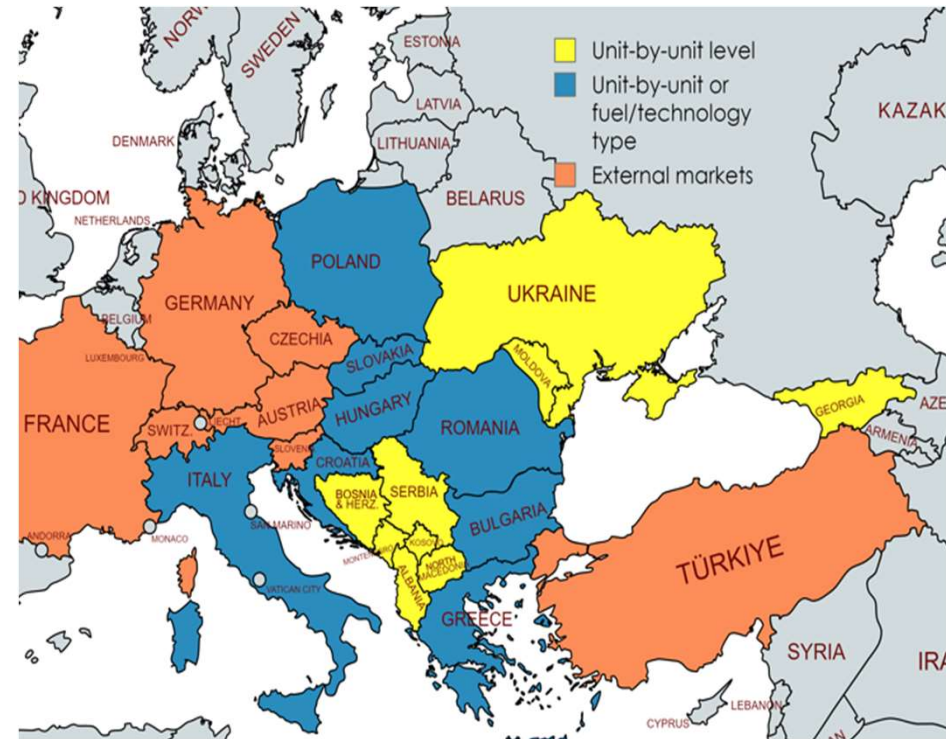 NORW
SWEDEN
ESTONIA
LATVIA
LITHUANIA
DENMARK
Unit-by-unit level
Unit-by-unit or
fuel/technology
type
External markets
KAZAK
D KINGDOM
NETHERLANDS
BELARUS
POLAND
UKRAINE
GERMANY
BELGIUM
LUXEMBOURG
CZECHIA
SLOVAKIA
MOLDOVA
FRANCE
SWITZ.
LIECHT.
AUSTRIA
HUNGARY
ROMANIA
GEORGIA
AZE
ARMENIA
SLOVEN
CROATIA
ITALY
BOSNIA
& HERZ.
SERBIA
BULGARIA
SAN MARINO
ANDORRA
MONACO
MONTENEGRO
KOSOVO
NORTH
MACEDONI
ALBANIA
VATICAN CITY
GREECE
TÜRKIYE
SYRIA
IRA
LEBANON
CYPRUS